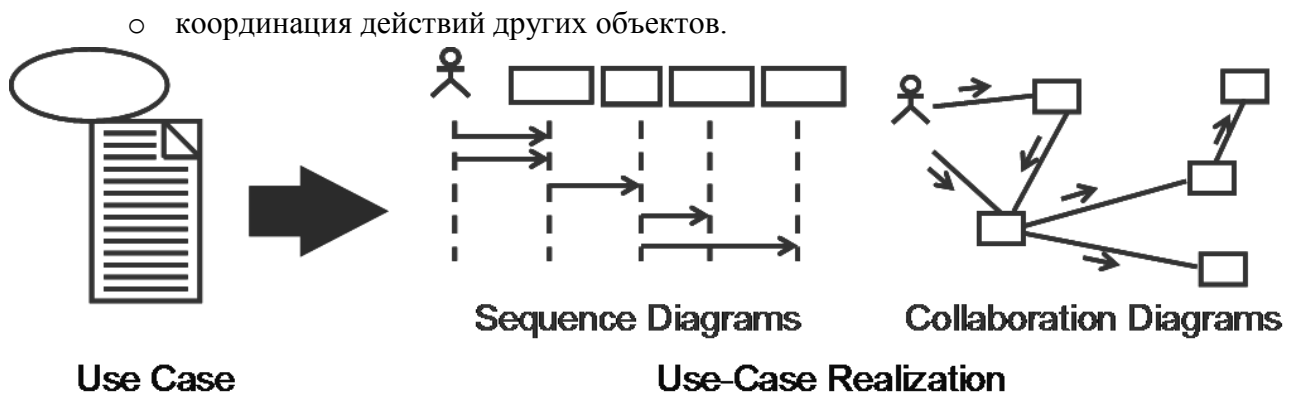 o координация действий других объектов.
Sequence Diagrams
Collaboration Diagrams
Use Case
Use-Case Realization